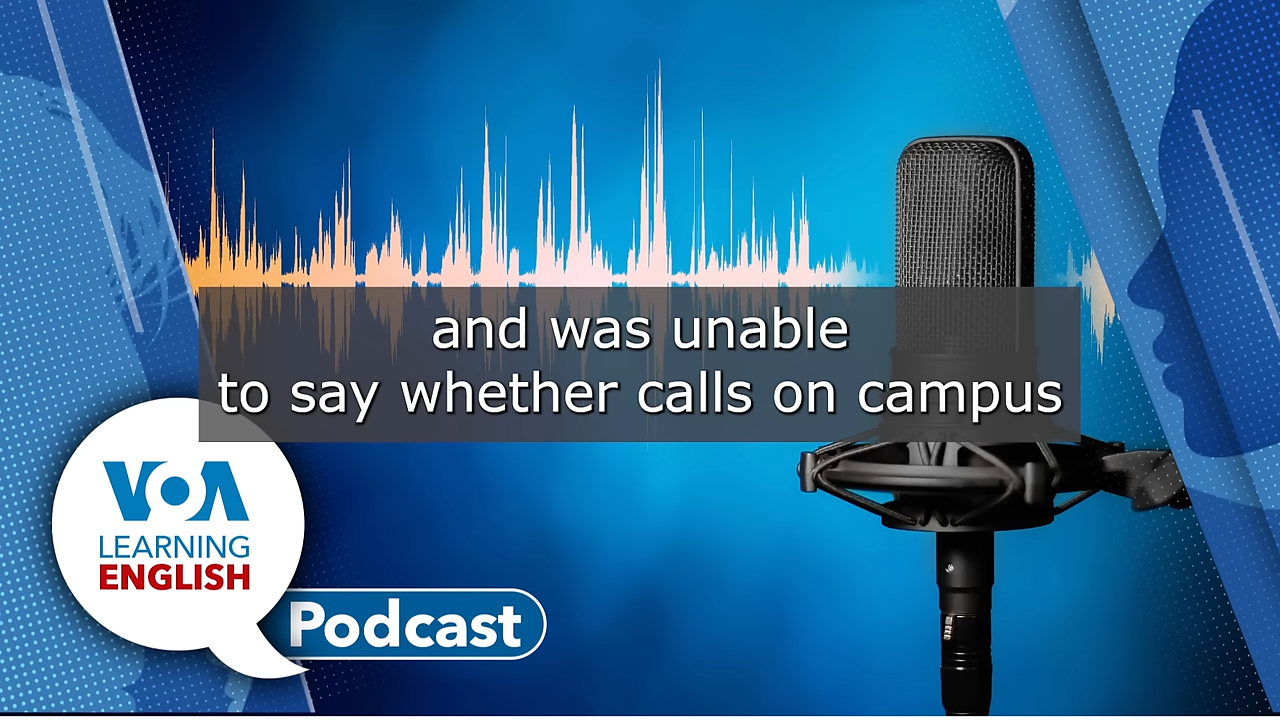 and was unable
to say whether calls on campus
VOA
LEARNING
ENGLISH
Podcast